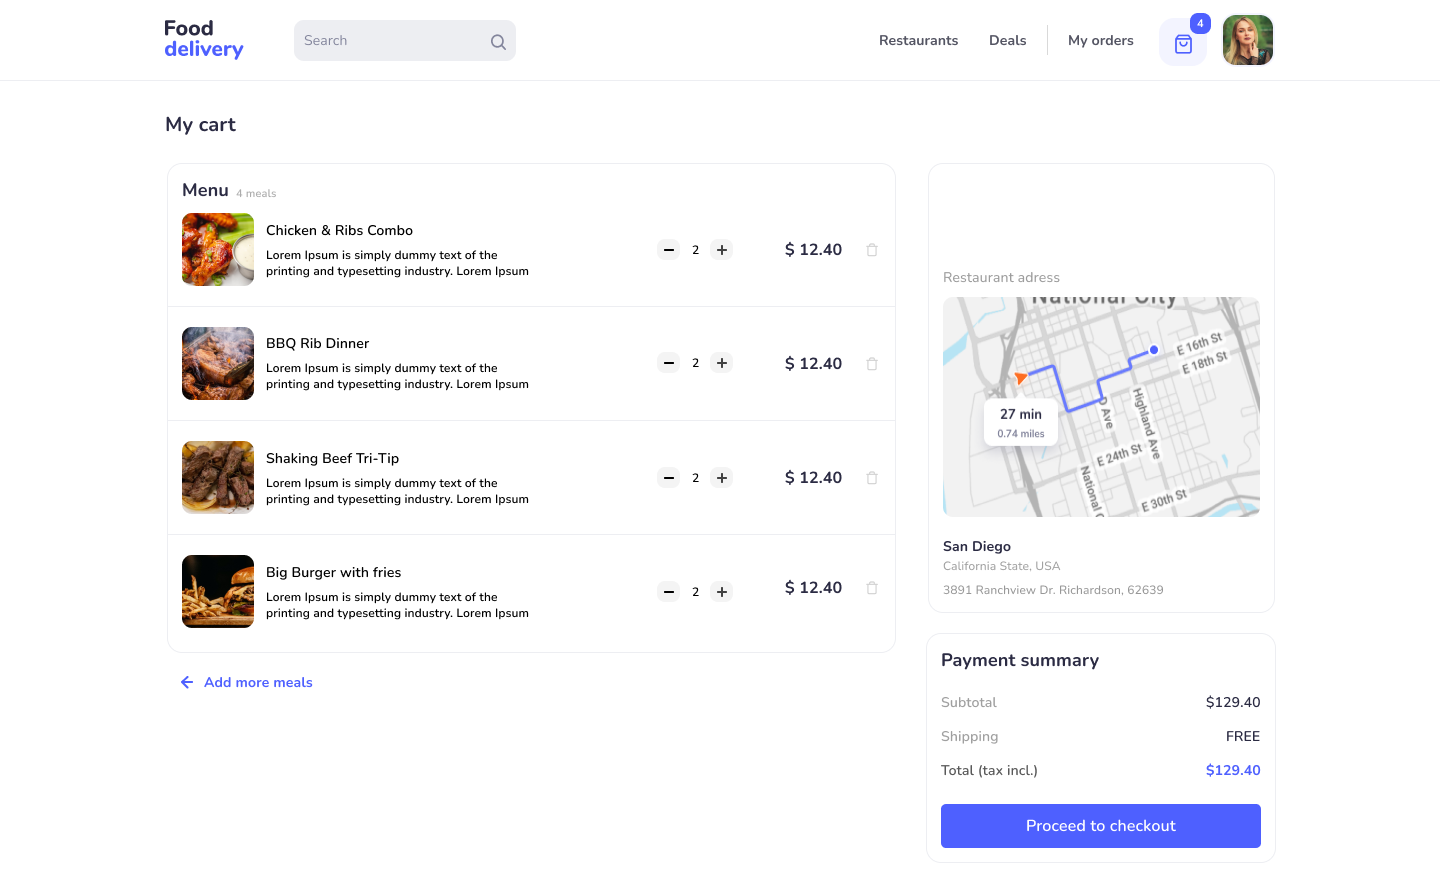 Food
delivery
Search
Restaurants
Deals
My orders
4
My cart
Menu 4 meals
Chicken & Ribs Combo
Lorem Ipsum is simply dummy text of the
printing and typesetting industry. Lorem Ipsum
2
$ 12.40
BBQ Rib Dinner
Lorem Ipsum is simply dummy text of the
printing and typesetting industry. Lorem Ipsum
2
$ 12.40
Shaking Beef Tri-Tip
Lorem Ipsum is simply dummy text of the
printing and typesetting industry. Lorem Ipsum
2
$ 12.40
Big Burger with fries
Lorem Ipsum is simply dummy text of the
printing and typesetting industry. Lorem Ipsum
2
$ 12.40
Add more meals
Restaurant adress
National City
E 16th St
E 18th St
27 min
0.74 miles
D Ave
Highland Ave
E 24th St
National C
E 30th St
San Diego
California State, USA
3891 Ranchview Dr. Richardson, 62639
Payment summary
Subtotal
$129.40
Shipping
FREE
Total (tax incl.)
$129.40
Proceed to checkout